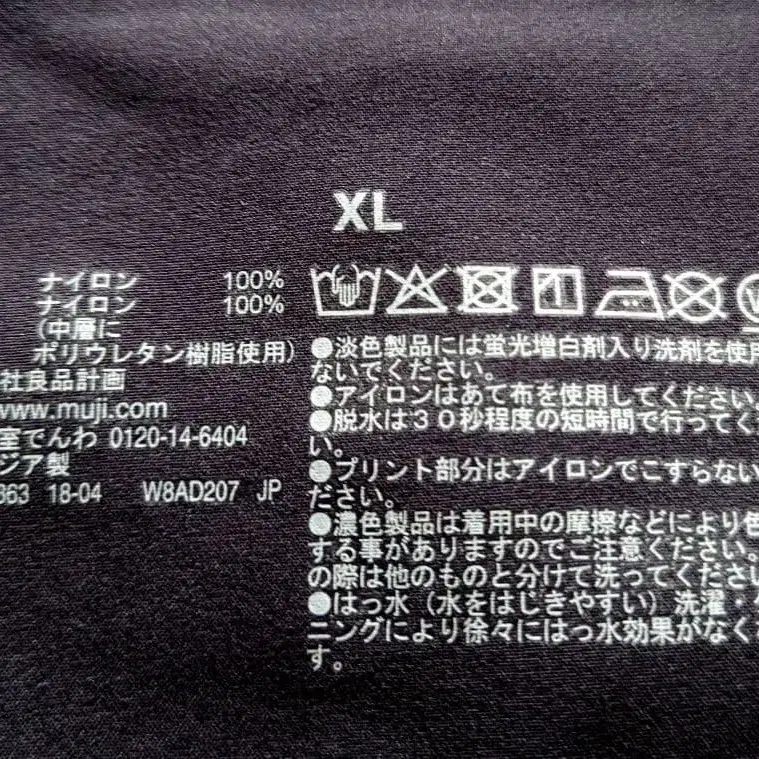 XL
ナイロン 100%
ナイロン 100%
（中層に
ポリウレタン樹脂使用）
社良品計画
www.muji.com
室でんわ 0120-14-6404
ジア製
363 18-04 W8AD207 JP
●淡色製品には蛍光増白剤入り洗剤を使用
ないでください。
●アイロンはあて布を使用してください。
●脱水は30秒程度の短時間で行ってく
い。
●プリント部分はアイロンでこすらない
ださい。
●濃色製品は着用中の摩擦などにより色
する事がありますのでご注意ください。
の際は他のものと分けて洗ってください
●はっ水（水をはじきやすい）洗濯・
ニングにより徐々にはっ水効果がなく
す。